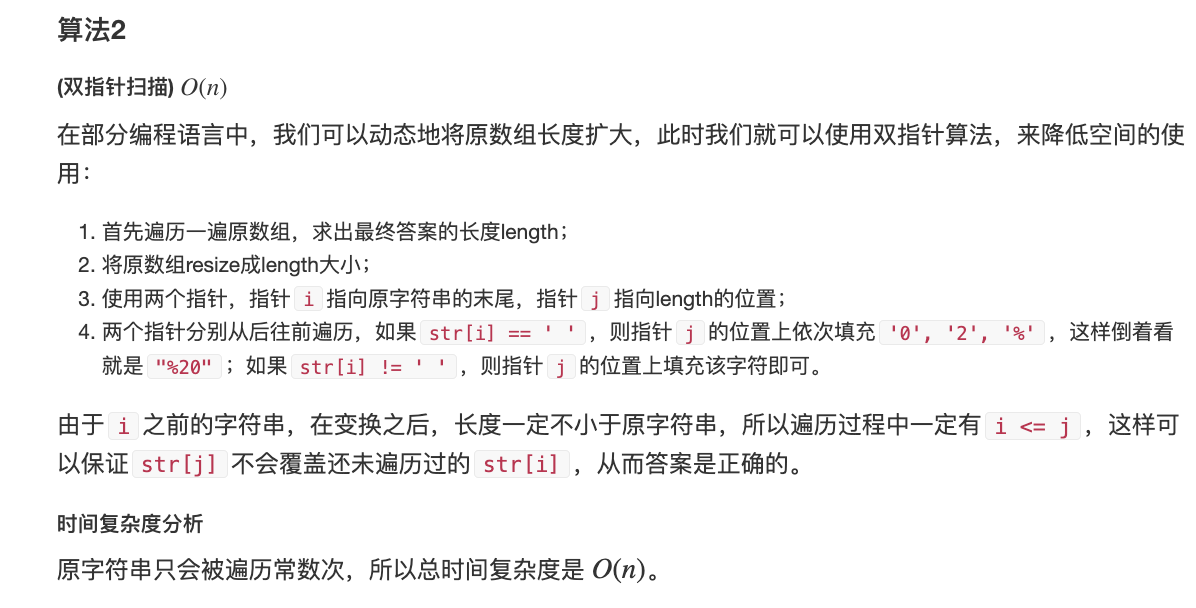 算法2
(双指针扫描) O(n)
在部分编程语言中，我们可以动态地将原数组长度扩大，此时我们就可以使用双指针算法，来降低空间的使
用：
1. 首先遍历一遍原数组，求出最终答案的长度length；
2. 将原数组resize成length大小；
3. 使用两个指针，指针 i 指向原字符串的末尾，指针 j 指向length的位置；
4. 两个指针分别从后往前遍历，如果 str[i] == ' ' ，则指针 j 的位置上依次填充 '0', '2', '%' ，这样倒着看
就是 "%20" ；如果 str[i] != ' ' ，则指针 j 的位置上填充该字符即可。
由于 i 之前的字符串，在变换之后，长度一定不小于原字符串，所以遍历过程中一定有 i <= j ，这样可
以保证 str[j] 不会覆盖还未遍历过的 str[i] ，从而答案是正确的。
时间复杂度分析
原字符串只会被遍历常数次，所以总时间复杂度是 O(n)。